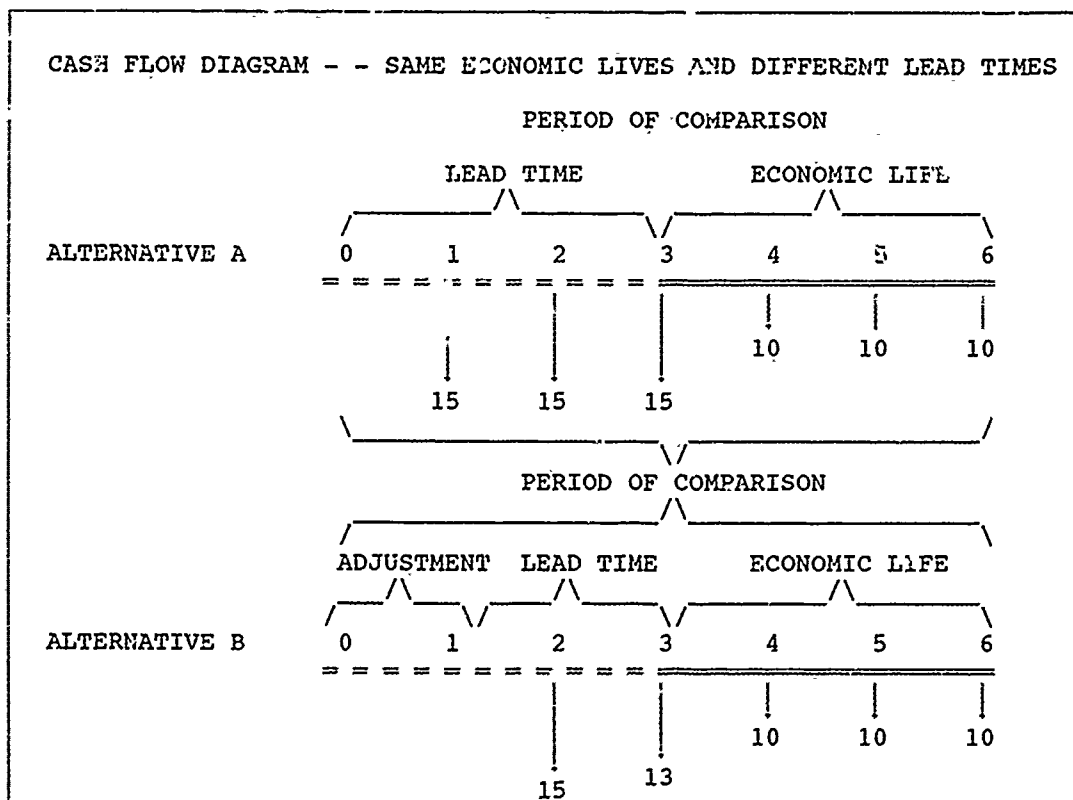 CASH FLOW DIAGRAM - - SAME ECONOMIC LIVES AND DIFFERENT LEAD TIMES
PERIOD OF COMPARISON
LEAD TIME ECONOMIC LIFE
ALTERNATIVE A 0 1 2 3 4 5 6
10 10 10
15 15 15
PERIOD OF COMPARISON
ADJUSTMENT LEAD TIME ECONOMIC LIFE
ALTERNATIVE B 0 1 2 3 4 5 6
10 10 10
15 13